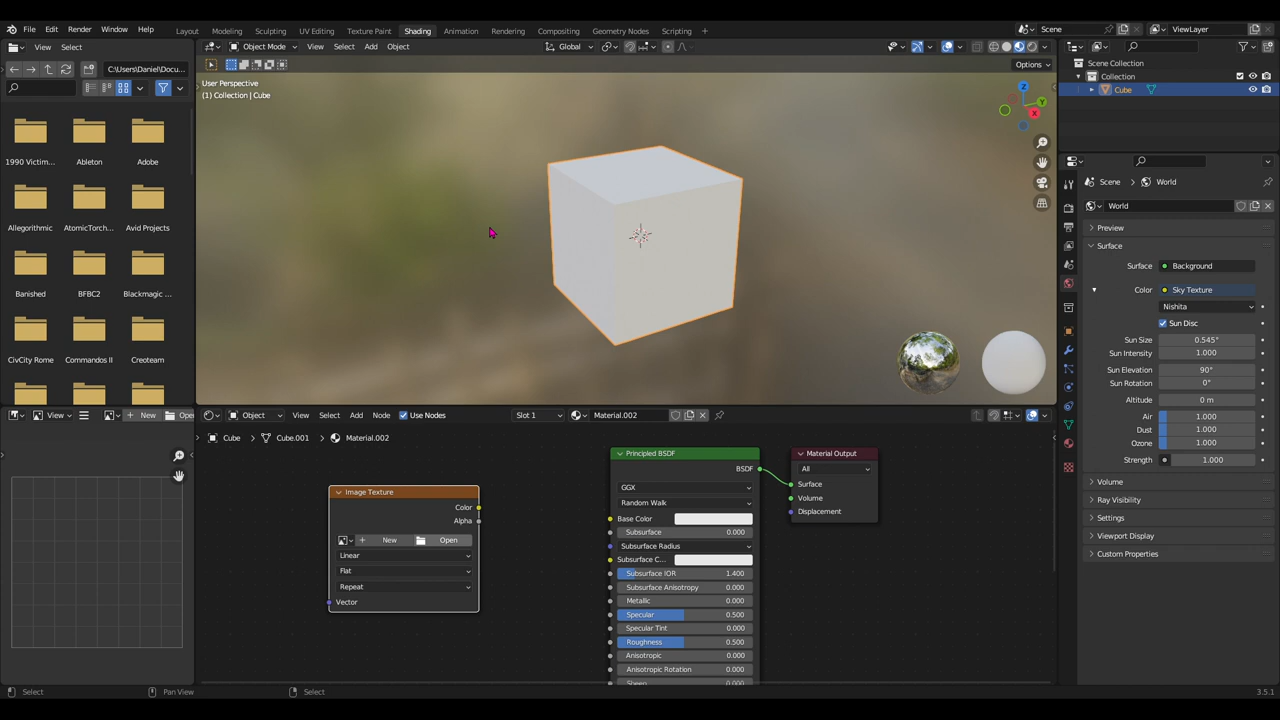 File Edit Render Window Help Layout Modeling Sculpting UV Editing Texture Paint Shading Animation Rendering Compositing Geometry Nodes Scripting Scene ViewLayer
View Select
C:\Users\Daniel\Docu...
1990 Victim... Ableton Adobe
Allegorithmic AtomicTorch... Avid Projects
Banished BFBC2 Blackmagic ...
CivCity Rome Commandos II Creoteam
Object Mode View Select Add Object Global
Options
User Perspective
(1) Collection | Cube
Z
Y
X
Scene Collection
Collection
Cube
Scene World
World
Preview
Surface
Surface Background
Color Sky Texture
Nishita
Sun Disc
Sun Size 0.545°
Sun Intensity 1.000
Sun Elevation 90°
Sun Rotation 0°
Altitude 0 m
Air 1.000
Dust 1.000
Ozone 1.000
Strength 1.000
Volume
Ray Visibility
Settings
Viewport Display
Custom Properties
View New Open
Object View Select Add Node Use Nodes Slot 1 Material.002
Cube Cube.001 Material.002
Image Texture
Color
Alpha
New Open
Linear
Flat
Repeat
Vector
Principled BSDF
BSDF
GGX
Random Walk
Base Color
Subsurface 0.000
Subsurface Radius
Subsurface C...
Subsurface IOR 1.400
Subsurface Anisotropy 0.000
Metallic 0.000
Specular 0.500
Specular Tint 0.000
Roughness 0.500
Anisotropic 0.000
Anisotropic Rotation 0.000
Sheen 0.000
Material Output
All
Surface
Volume
Displacement
Select Pan View Select 3.5.1